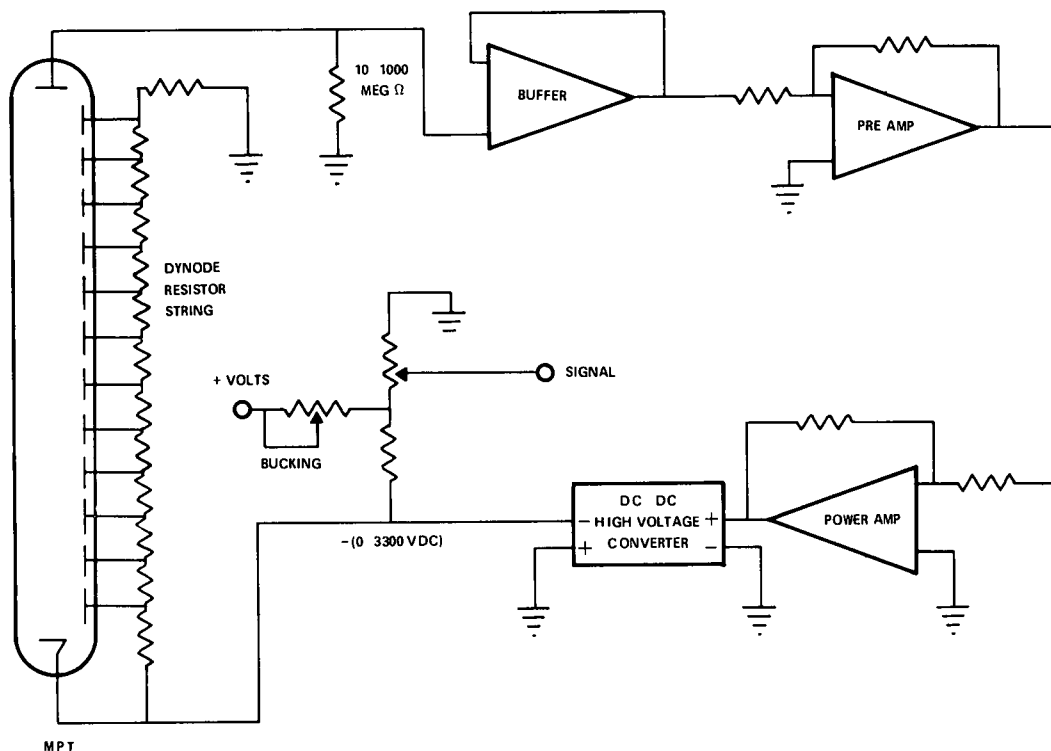 10 1000
MEG Ω
BUFFER
PRE AMP
DYNODE
RESISTOR
STRING
SIGNAL
+ VOLTS
BUCKING
DC DC
HIGH VOLTAGE
CONVERTER
- +
+ -
POWER AMP
-(0 3300 VDC)
MPT